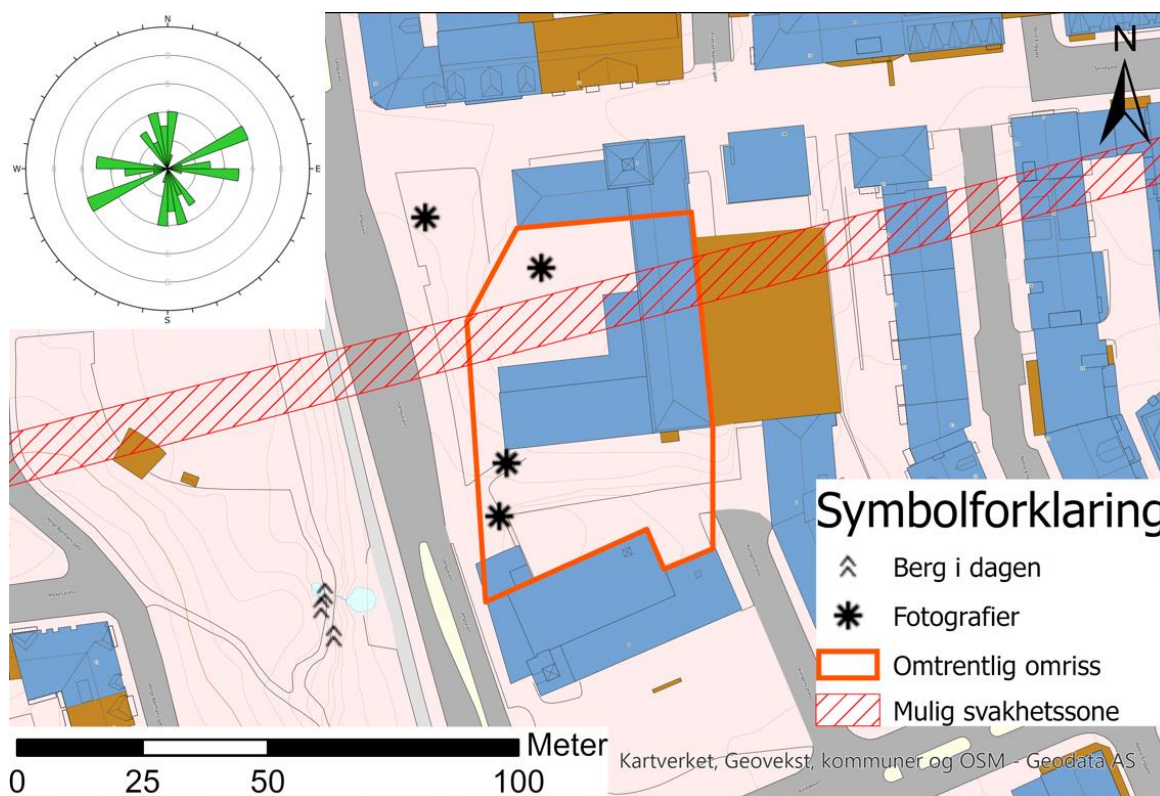 N
W
E
S
N
Symbolforklaring
Berg i dagen
Fotografier
Omtrentlig omriss
Mulig svakhetssone
Meter
0 25 50 100
Kartverket, Geovekst, kommuner og OSM - Geodata AS